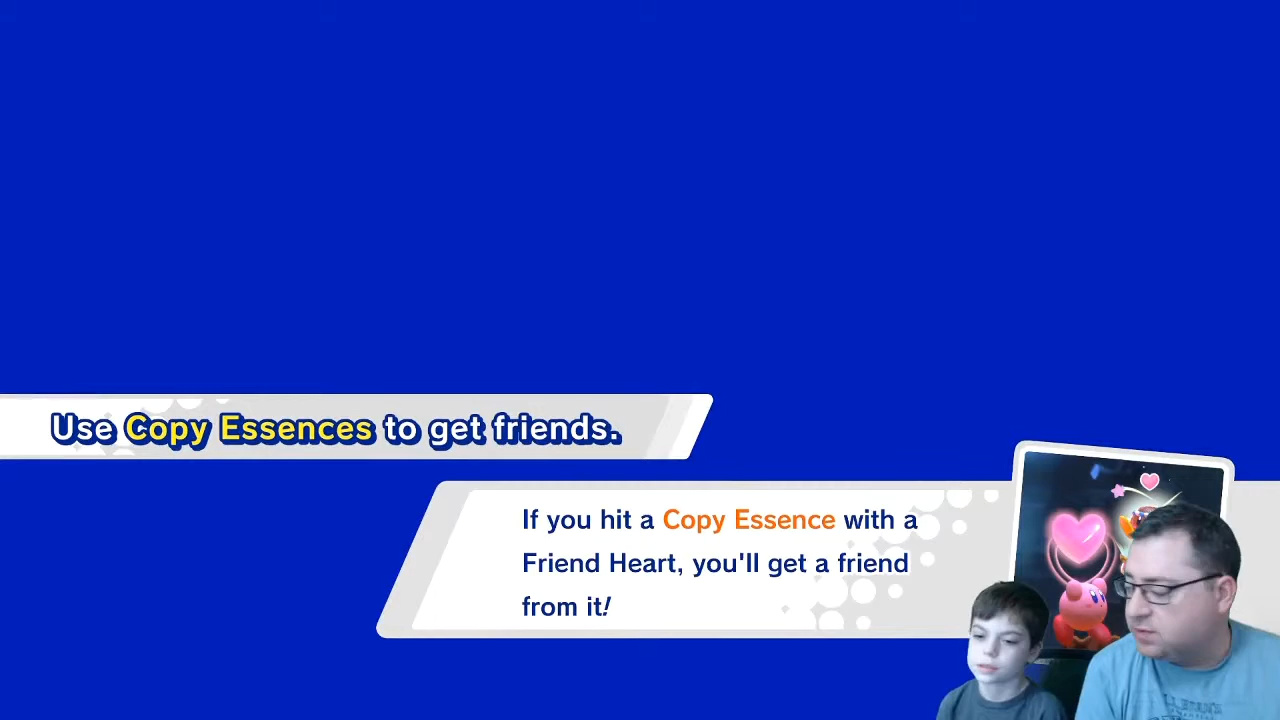 Use Copy Essences to get friends.
If you hit a Copy Essence with a
Friend Heart, you'll get a friend
from it!